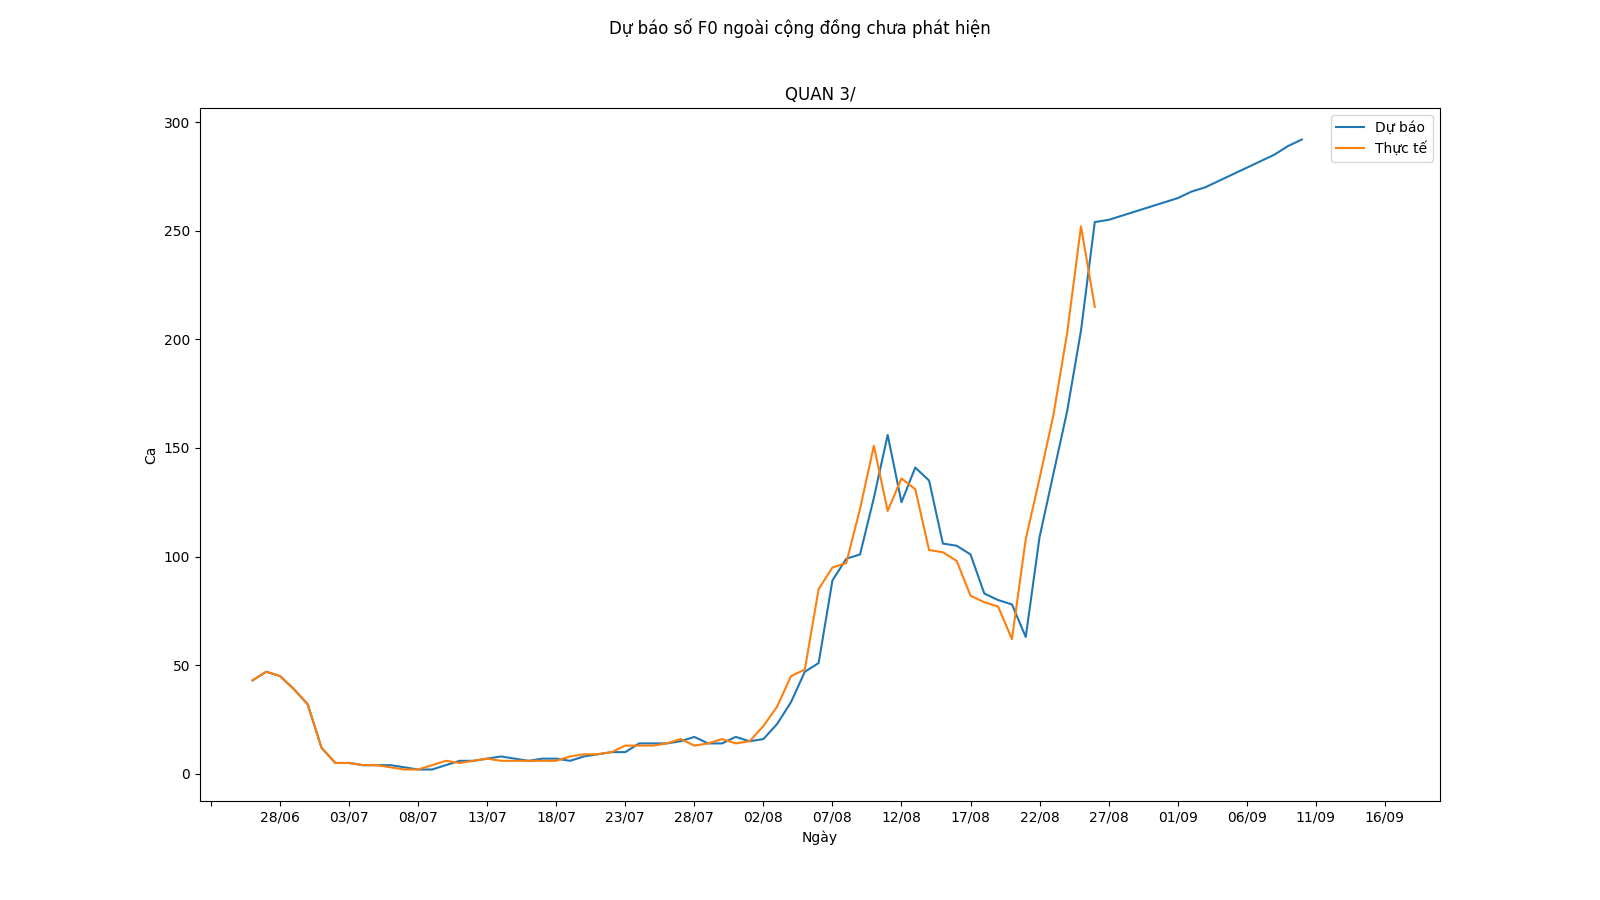 Dự báo số F0 ngoài cộng đồng chưa phát hiện
QUAN 3/
300
250
200
150
100
50
0
Ca
Dự báo
Thực tế
28/06 03/07 08/07 13/07 18/07 23/07 28/07 02/08 07/08 12/08 17/08 22/08 27/08 01/09 06/09 11/09 16/09
Ngày